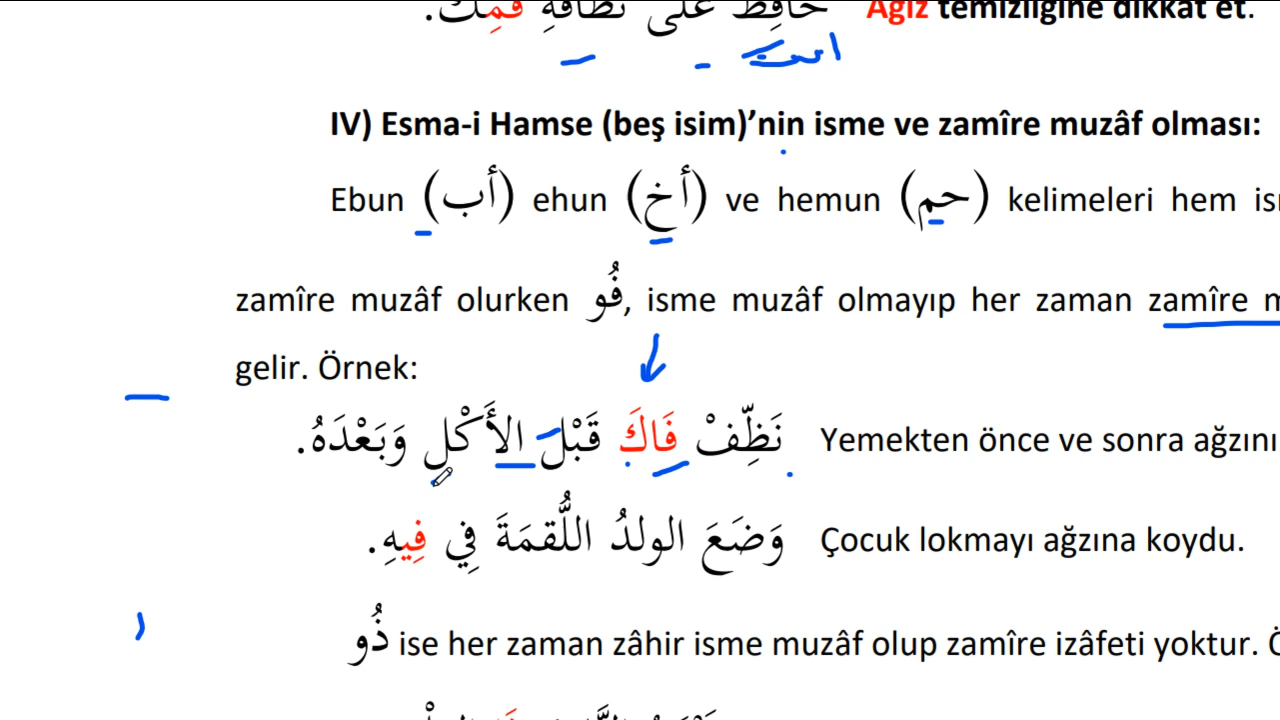 حَافِظْ عَلَى نَظَافَةِ فَمِكَ. Ağız temizliğine dikkat et.
IV) Esma-i Hamse (beş isim)’nin isme ve zamîre muzâf olması:
Ebun (أب) ehun (أخ) ve hemun (حم) kelimeleri hem
zamîre muzâf olurken فُو, isme muzâf olmayıp her zaman zamîre
gelir. Örnek:
نَظِّفْ فَاكَ قَبْلَ الأَكْلِ وَبَعْدَهُ. Yemekten önce ve sonra ağzını
وَضَعَ الولدُ اللُّقمَةَ فِي فِيهِ. Çocuk lokmayı ağzına koydu.
ذُو ise her zaman zâhir isme muzâf olup zamîre izâfeti yoktur.